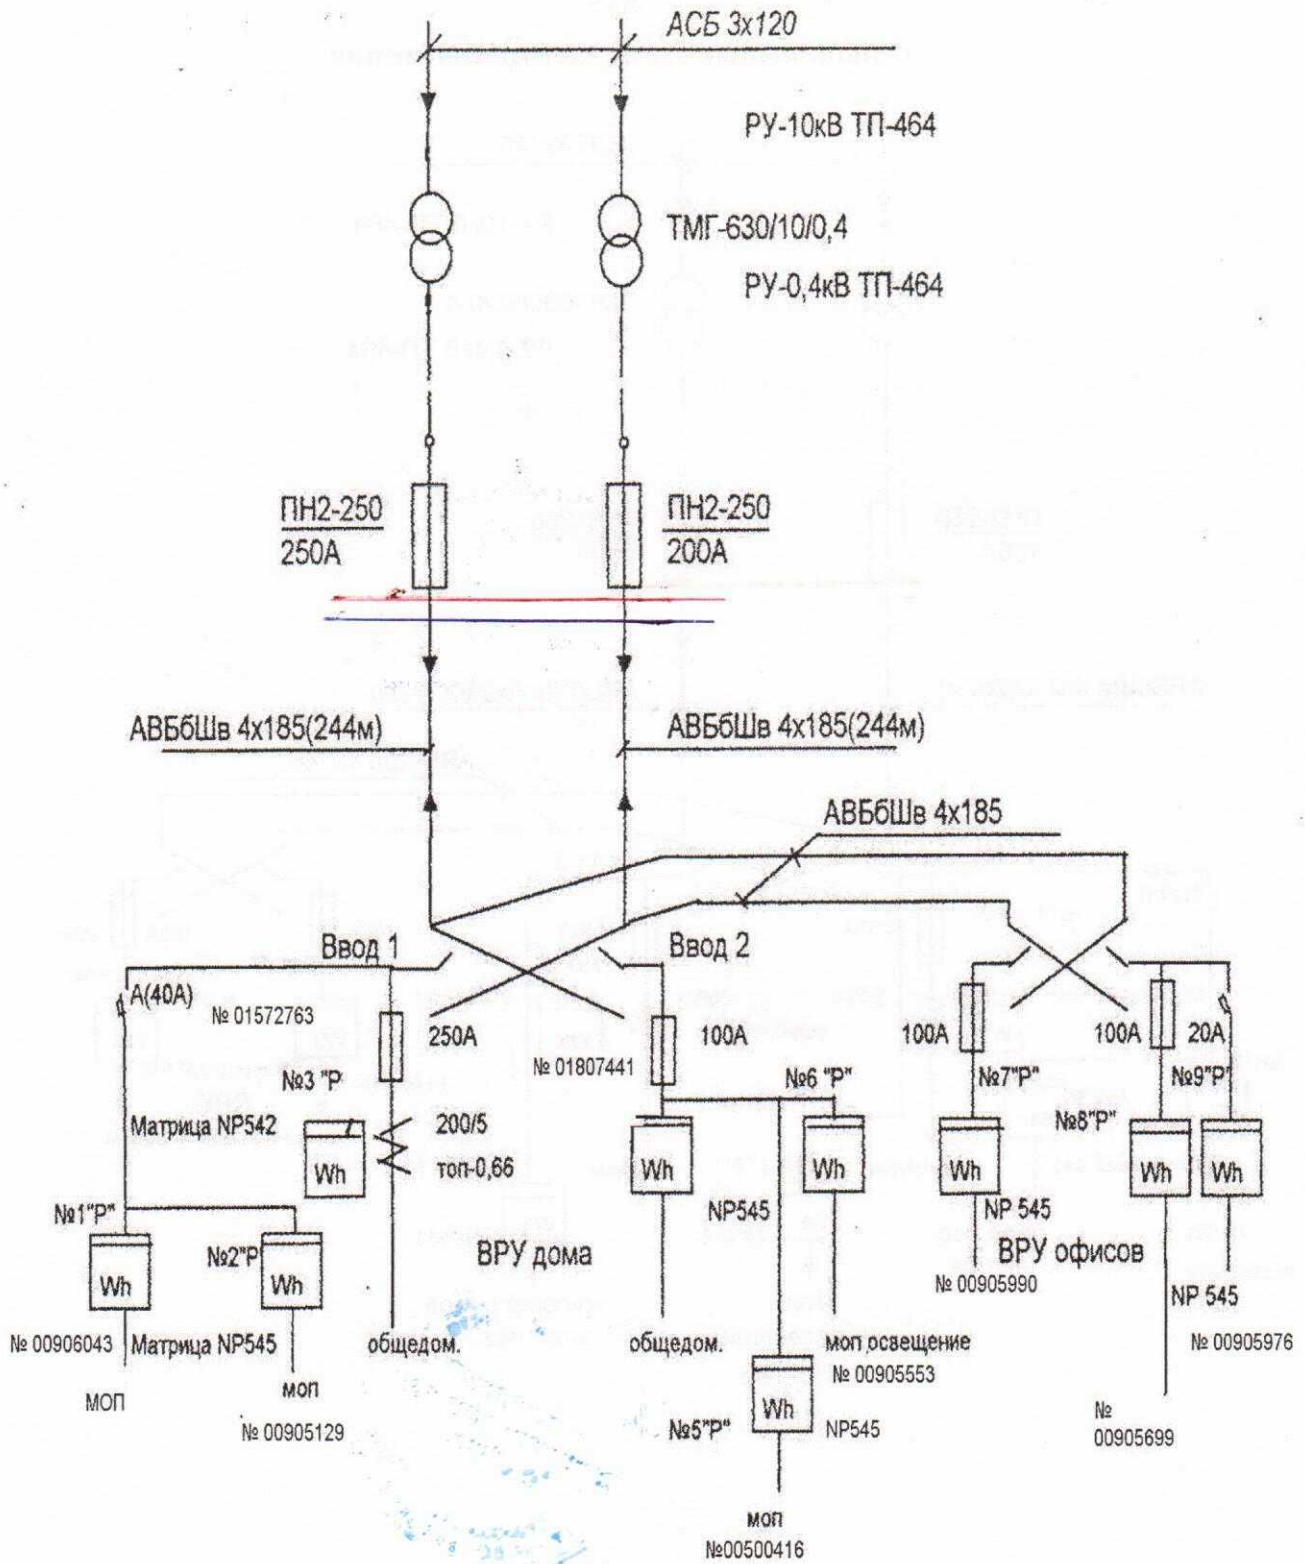 АСБ 3х120
РУ-10кВ ТП-464
ТМГ-630/10/0,4
РУ-0,4кВ ТП-464
ПН2-250
250А
ПН2-250
200А
АВБбШв 4х185(244м)
АВБбШв 4х185(244м)
АВБбШв 4х185
Ввод 1
Ввод 2
А(40А)
№ 01572763
250А
№ 01807441
100А
100А
100А
20А
№3 "Р"
№6 "Р"
№7"Р"
№9"Р"
Матрица NP542
200/5
топ-0,66
№8"Р"
Wh
Wh
Wh
Wh
Wh
Wh
№1"Р"
№2"Р"
NP545
NP 545
ВРУ дома
ВРУ офисов
Wh
Wh
№ 00905990
NP 545
№ 00906043
Матрица NP545
общедом.
общедом.
моп освещение
№ 00905976
№ 00905553
МОП
моп
№ 00905129
Wh
№5"Р"
NP545
№
00905699
моп
№00500416